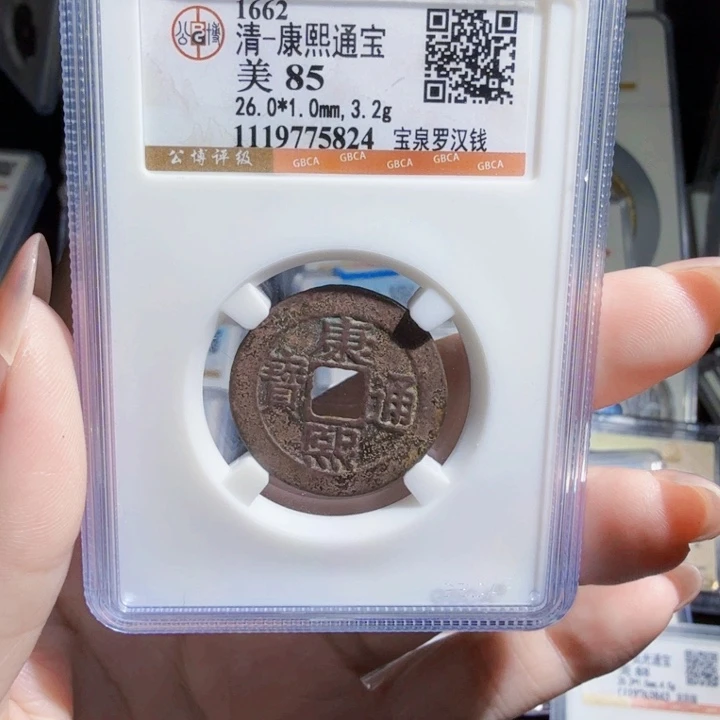 1662
清-康熙通宝
美 85
26.0*1.0mm,3.2g
1119775824 宝泉罗汉钱
公博评级 GBCA GBCA GBCA GBCA GBCA
康
寶 通
熙